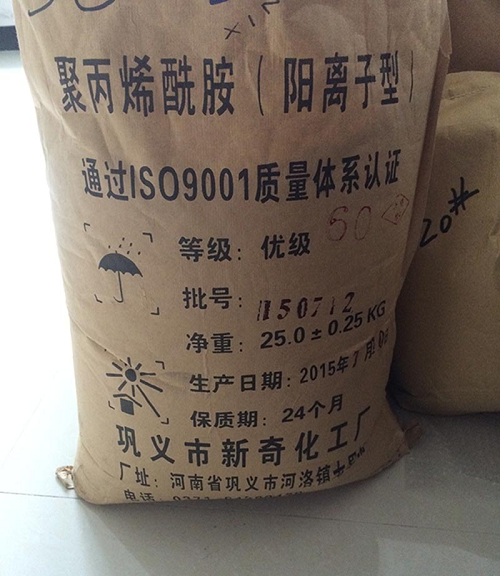 聚丙烯酰胺（阳离子型）
通过ISO9001质量体系认证
等级：优级 60
批号：150712
净重：25.0±0.25KG
生产日期：2015年7月
保质期：24个月
巩义市新奇化工厂
厂址：河南省巩义市河洛镇
电话：
20#